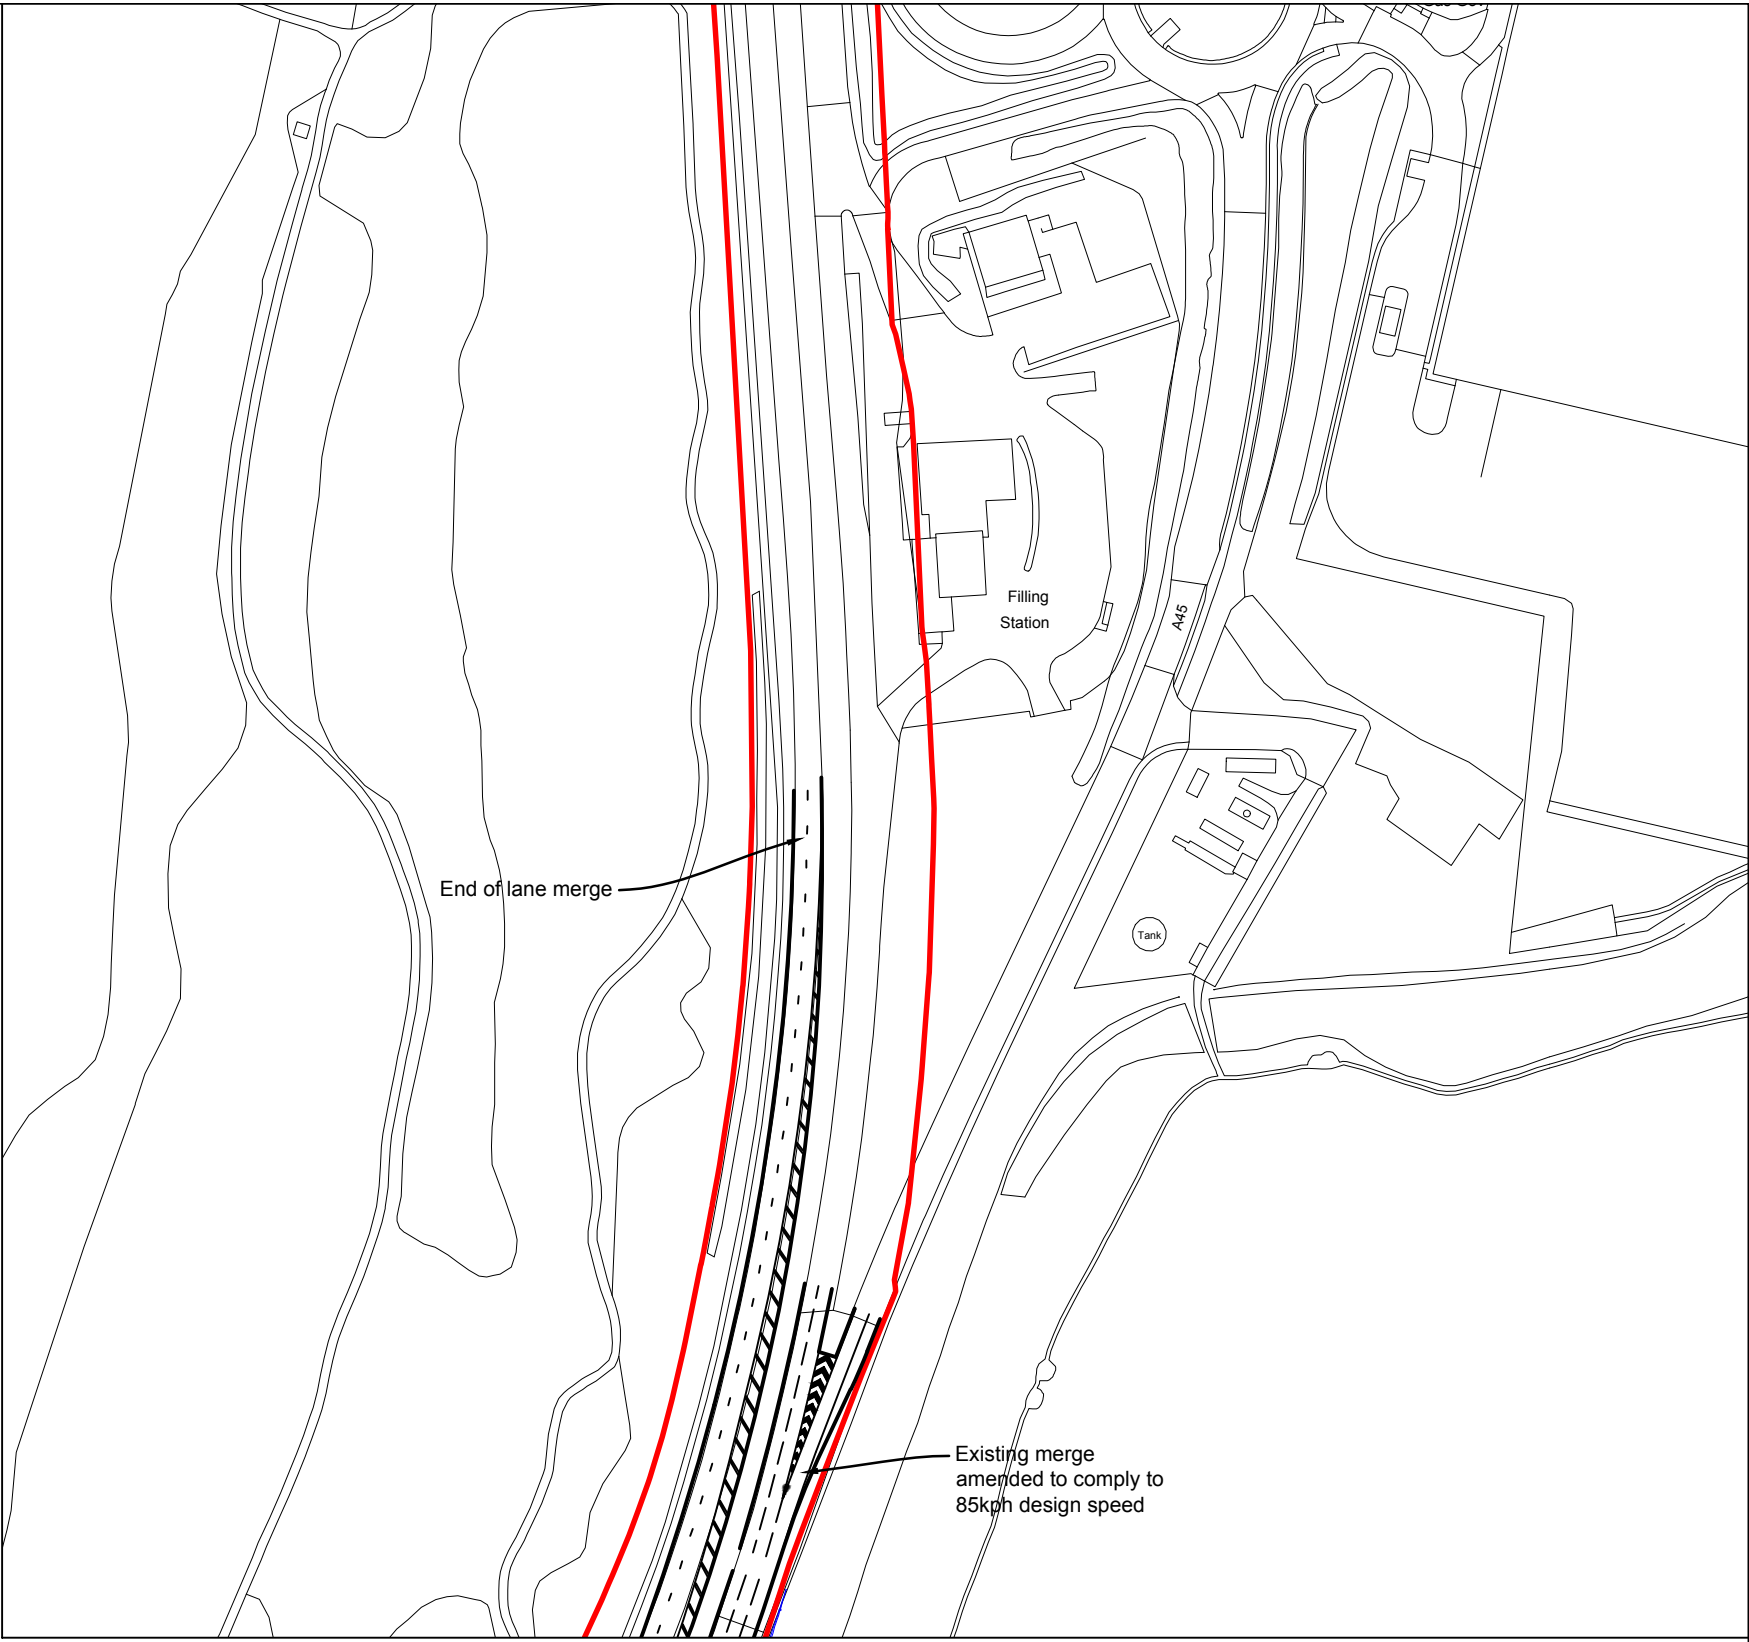 Filling
Station
A45
End of lane merge
Tank
Existing merge
amended to comply to
85kph design speed